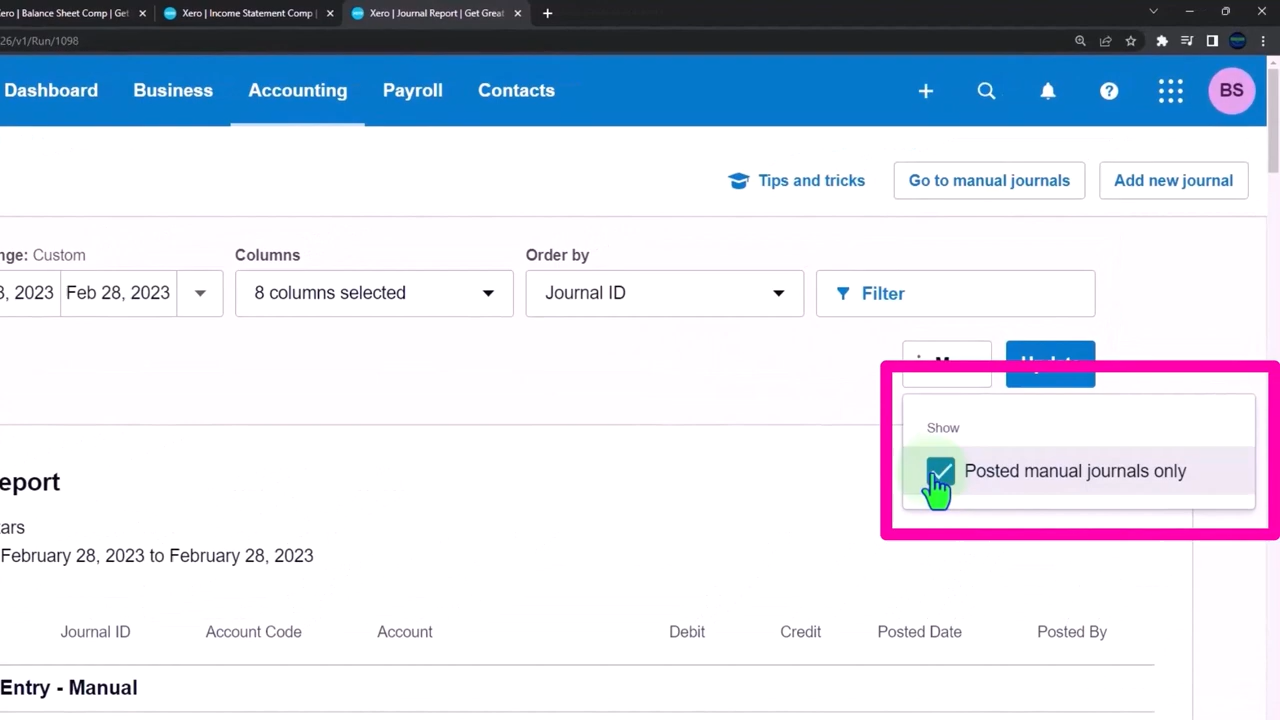 ero | Balance Sheet Comp | Get
Xero | Income Statement Comp |
Xero | Journal Report | Get Great
26/v1/Run/1098
Dashboard Business Accounting Payroll Contacts
BS
Tips and tricks
Go to manual journals
Add new journal
nge: Custom
Columns
Order by
8, 2023
Feb 28, 2023
8 columns selected
Journal ID
Filter
Show
Posted manual journals only
eport
tars
February 28, 2023 to February 28, 2023
Journal ID Account Code Account Debit Credit Posted Date Posted By
Entry - Manual